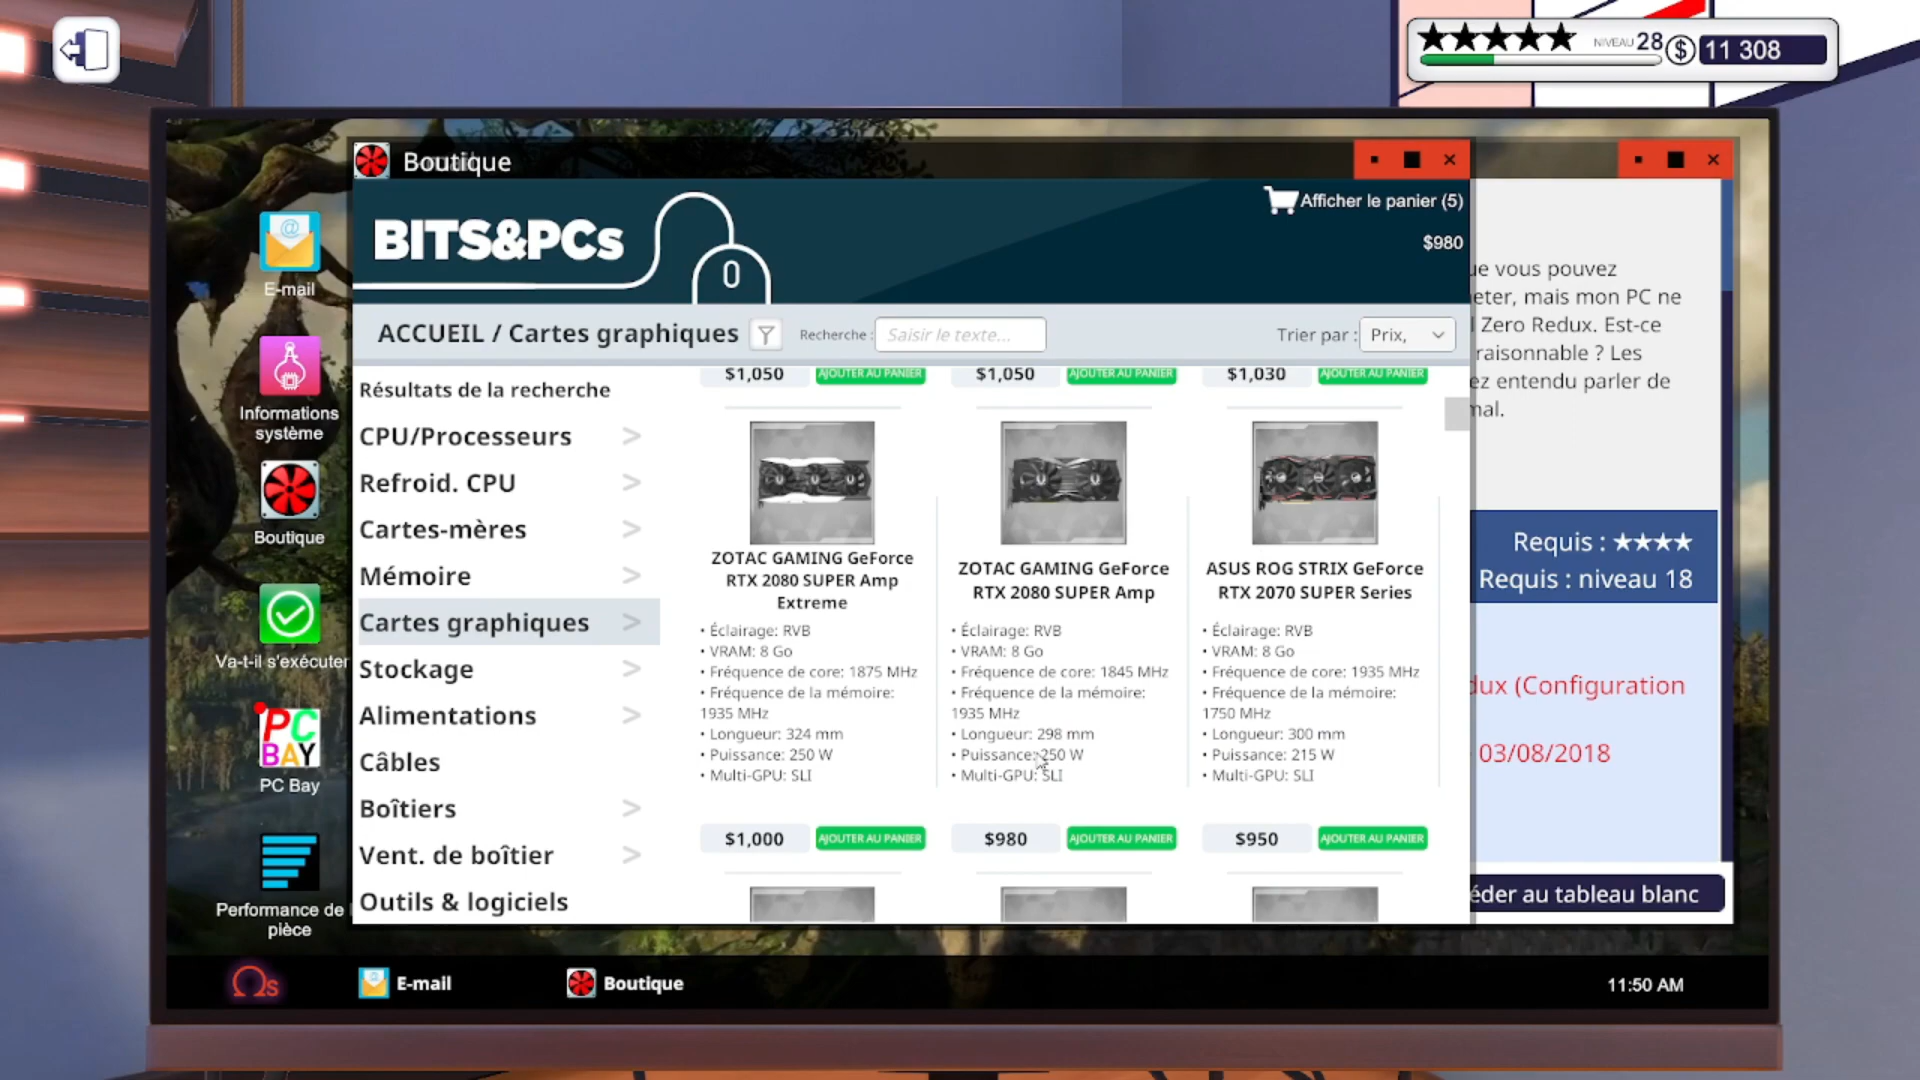 NIVEAU 28
$ 11 308
Boutique
Afficher le panier (5)
$980
BITS&PCs
ACCUEIL / Cartes graphiques
Recherche :
Saisir le texte...
Trier par :
Prix,
Résultats de la recherche
CPU/Processeurs >
Refroid. CPU >
Cartes-mères >
Mémoire >
Cartes graphiques >
Stockage >
Alimentations >
Câbles
Boîtiers >
Vent. de boîtier >
Outils & logiciels
$1,050
AJOUTER AU PANIER
$1,050
AJOUTER AU PANIER
$1,030
AJOUTER AU PANIER
ZOTAC GAMING GeForce
RTX 2080 SUPER Amp
Extreme
• Éclairage: RVB
• VRAM: 8 Go
• Fréquence de core: 1875 MHz
• Fréquence de la mémoire:
1935 MHz
• Longueur: 324 mm
• Puissance: 250 W
• Multi-GPU: SLI
$1,000
AJOUTER AU PANIER
ZOTAC GAMING GeForce
RTX 2080 SUPER Amp
• Éclairage: RVB
• VRAM: 8 Go
• Fréquence de core: 1845 MHz
• Fréquence de la mémoire:
1935 MHz
• Longueur: 298 mm
• Puissance: 250 W
• Multi-GPU: SLI
$980
AJOUTER AU PANIER
ASUS ROG STRIX GeForce
RTX 2070 SUPER Series
• Éclairage: RVB
• VRAM: 8 Go
• Fréquence de core: 1935 MHz
• Fréquence de la mémoire:
1750 MHz
• Longueur: 300 mm
• Puissance: 215 W
• Multi-GPU: SLI
$950
AJOUTER AU PANIER
ue vous pouvez
eter, mais mon PC ne
l Zero Redux. Est-ce
raisonnable ? Les
ez entendu parler de
mal.
Requis : ★★★★
Requis : niveau 18
dux (Configuration
03/08/2018
éder au tableau blanc
E-mail
Informations
système
Boutique
Va-t-il s'exécuter
PC
BAY
PC Bay
Performance de
pièce
Ωs
E-mail
Boutique
11:50 AM